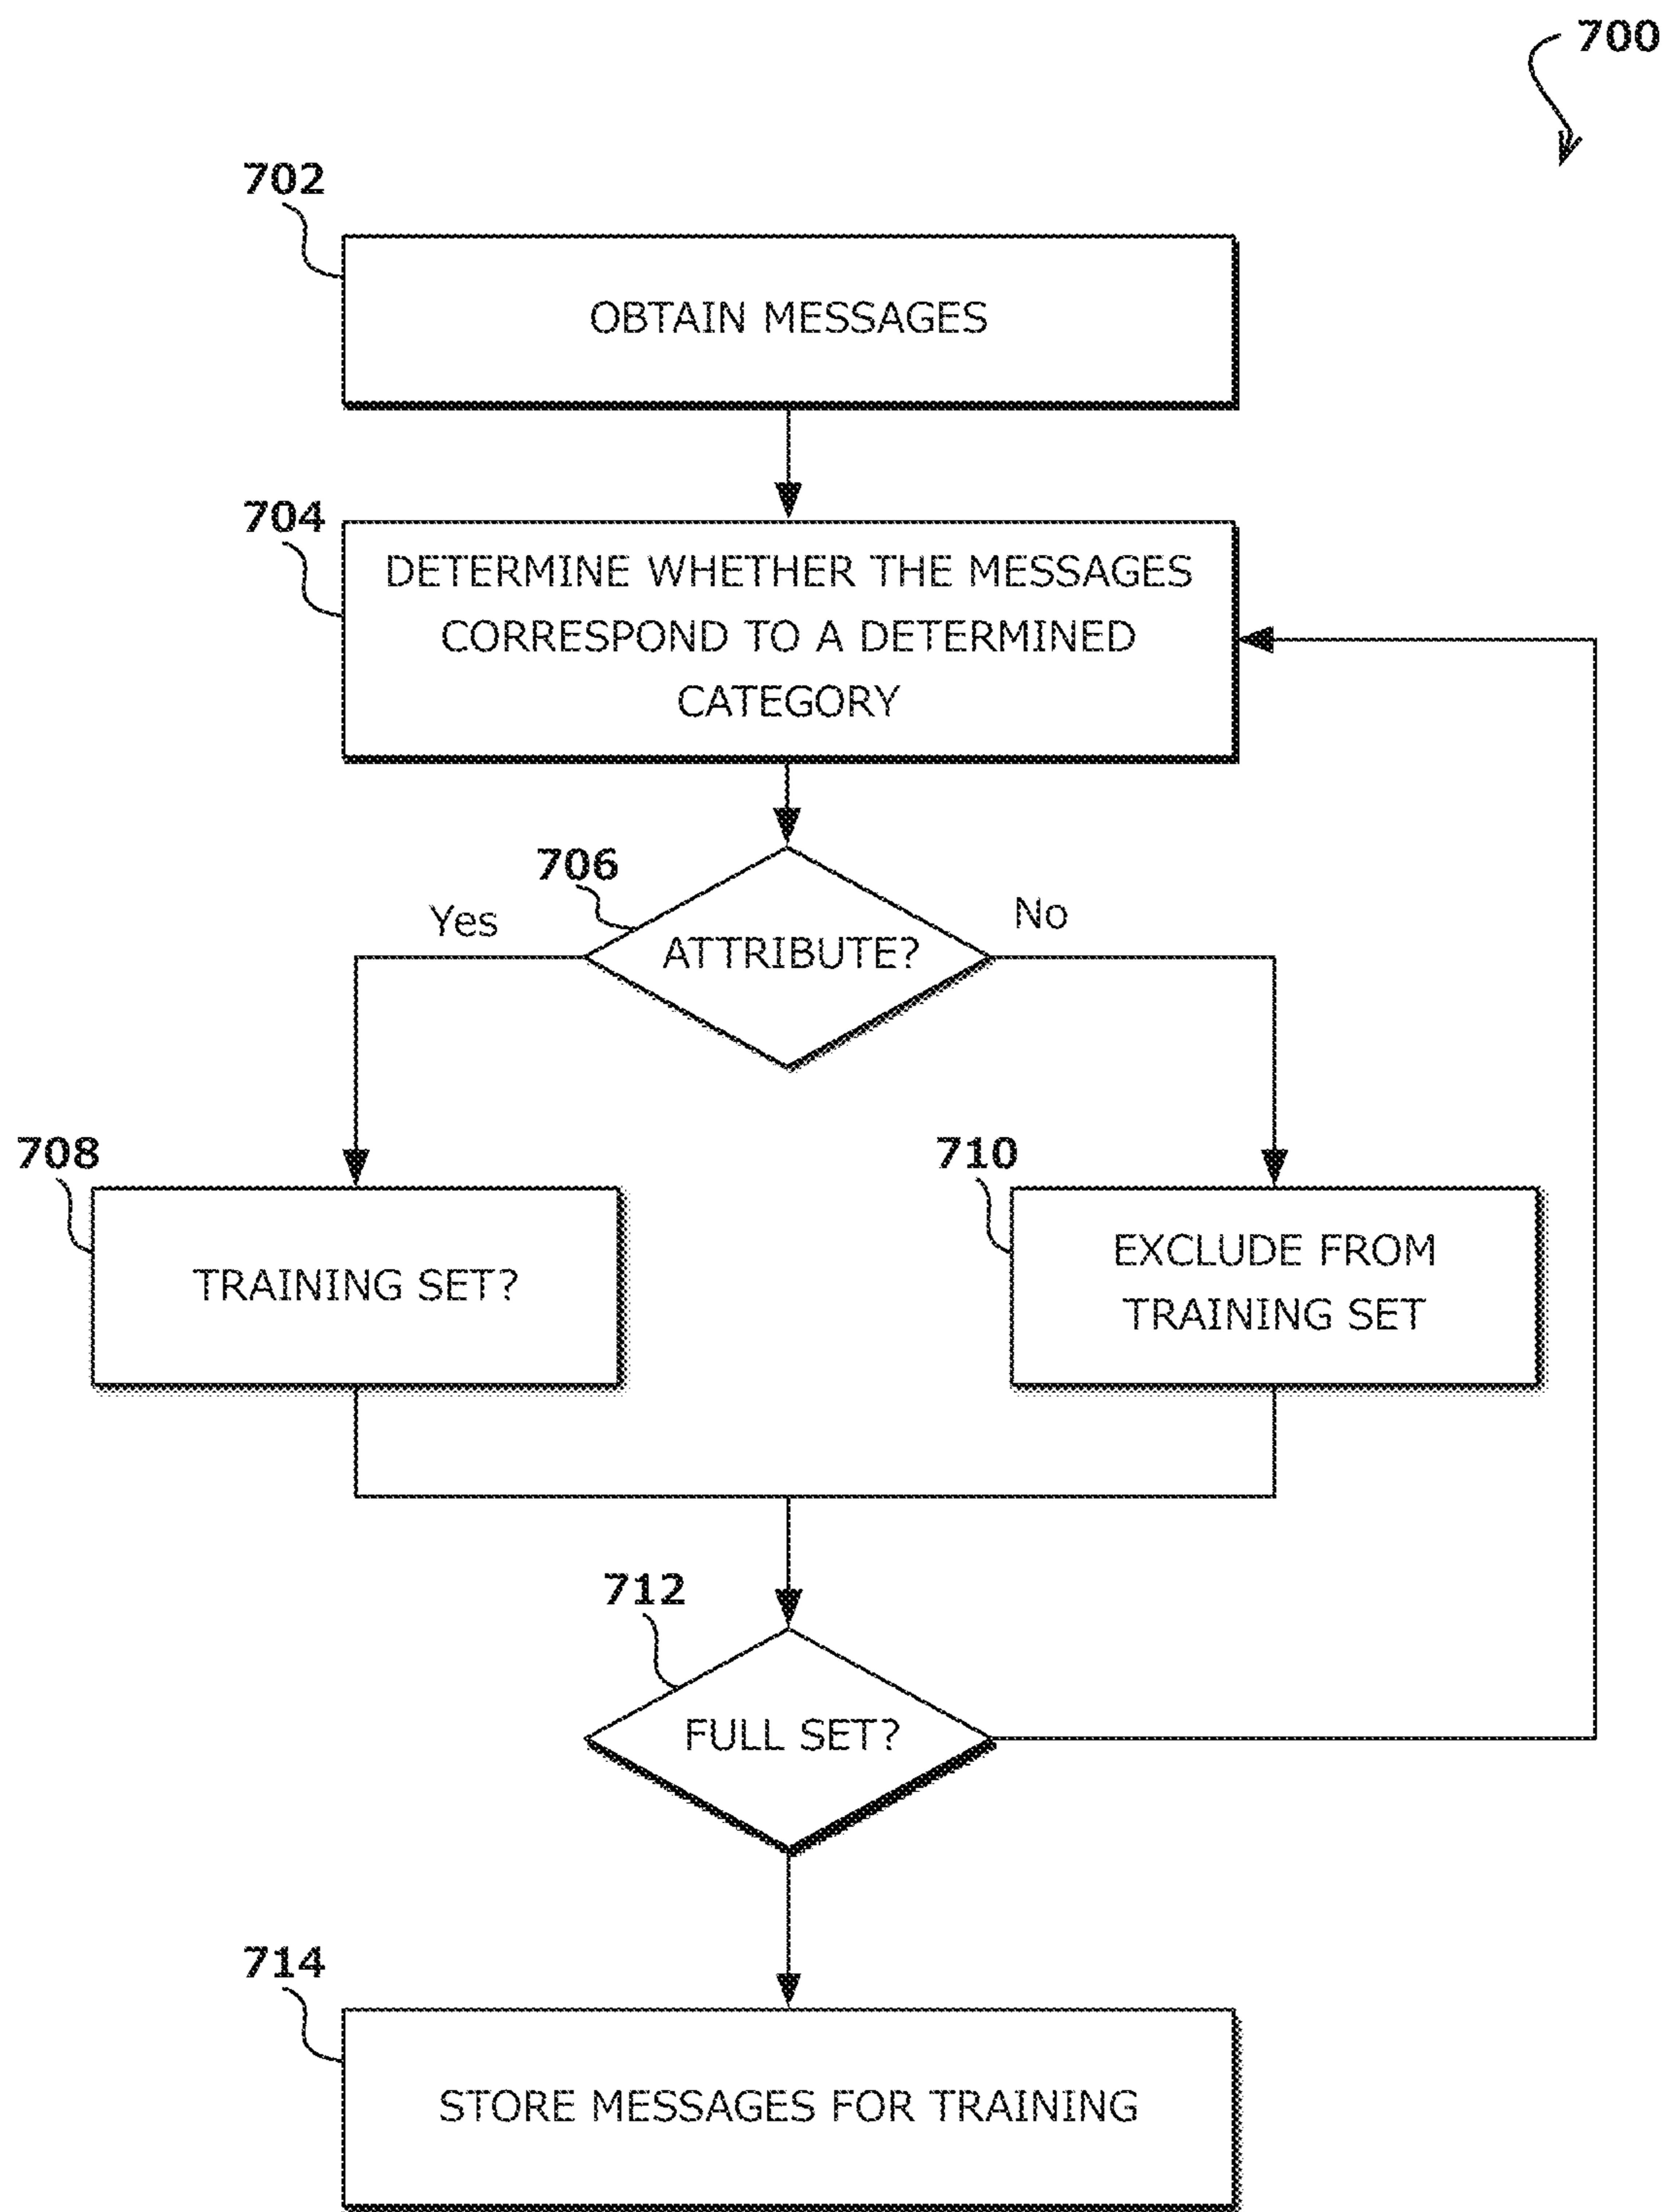 700
702
OBTAIN MESSAGES
704
DETERMINE WHETHER THE MESSAGES
CORRESPOND TO A DETERMINED
CATEGORY
706
Yes
No
ATTRIBUTE?
708
710
TRAINING SET?
EXCLUDE FROM
TRAINING SET
712
FULL SET?
714
STORE MESSAGES FOR TRAINING